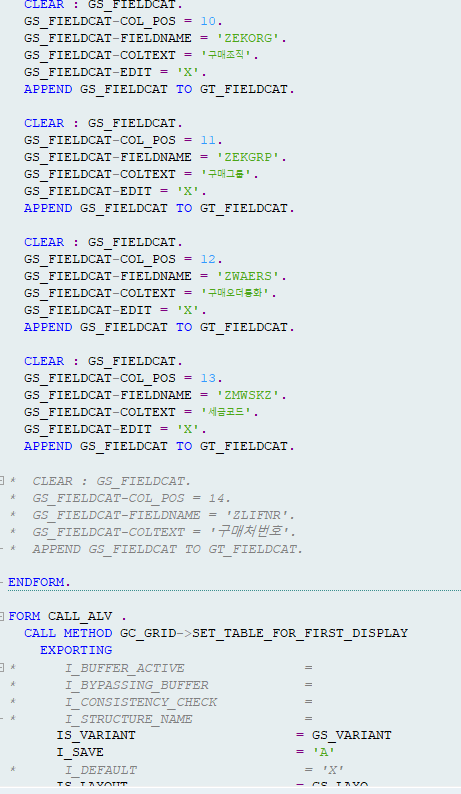 CLEAR : GS_FIELDCAT.
GS_FIELDCAT-COL_POS = 10.
GS_FIELDCAT-FIELDNAME = 'ZEKORG'.
GS_FIELDCAT-COLTEXT = '구매조직'.
GS_FIELDCAT-EDIT = 'X'.
APPEND GS_FIELDCAT TO GT_FIELDCAT.
CLEAR : GS_FIELDCAT.
GS_FIELDCAT-COL_POS = 11.
GS_FIELDCAT-FIELDNAME = 'ZEKGRP'.
GS_FIELDCAT-COLTEXT = '구매그룹'.
GS_FIELDCAT-EDIT = 'X'.
APPEND GS_FIELDCAT TO GT_FIELDCAT.
CLEAR : GS_FIELDCAT.
GS_FIELDCAT-COL_POS = 12.
GS_FIELDCAT-FIELDNAME = 'ZWAERS'.
GS_FIELDCAT-COLTEXT = '구매오더통화'.
GS_FIELDCAT-EDIT = 'X'.
APPEND GS_FIELDCAT TO GT_FIELDCAT.
CLEAR : GS_FIELDCAT.
GS_FIELDCAT-COL_POS = 13.
GS_FIELDCAT-FIELDNAME = 'ZMWSKZ'.
GS_FIELDCAT-COLTEXT = '세금코드'.
GS_FIELDCAT-EDIT = 'X'.
APPEND GS_FIELDCAT TO GT_FIELDCAT.
* CLEAR : GS_FIELDCAT.
* GS_FIELDCAT-COL_POS = 14.
* GS_FIELDCAT-FIELDNAME = 'ZLIFNR'.
* GS_FIELDCAT-COLTEXT = '구매처번호'.
* APPEND GS_FIELDCAT TO GT_FIELDCAT.
ENDFORM.
FORM CALL_ALV .
CALL METHOD GC_GRID->SET_TABLE_FOR_FIRST_DISPLAY
EXPORTING
* I_BUFFER_ACTIVE =
* I_BYPASSING_BUFFER =
* I_CONSISTENCY_CHECK =
* I_STRUCTURE_NAME =
IS_VARIANT = GS_VARIANT
I_SAVE = 'A'
* I_DEFAULT = 'X'
IS_LAYOUT = GS_LAYO